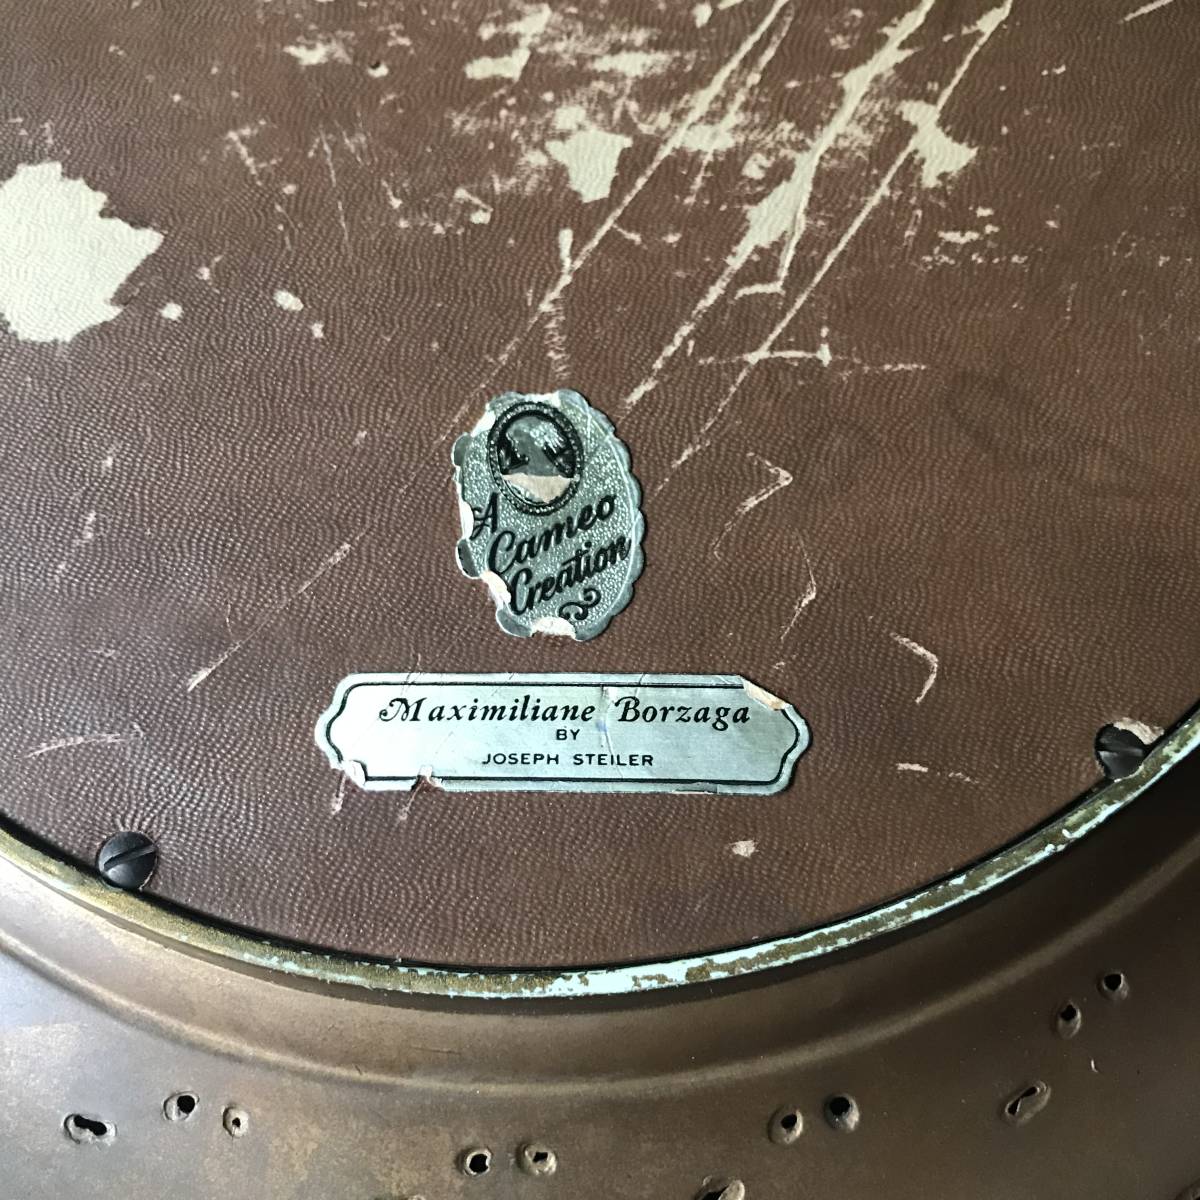 A
Cameo
Creation
Maximiliane Borzaga
BY
JOSEPH STEILER